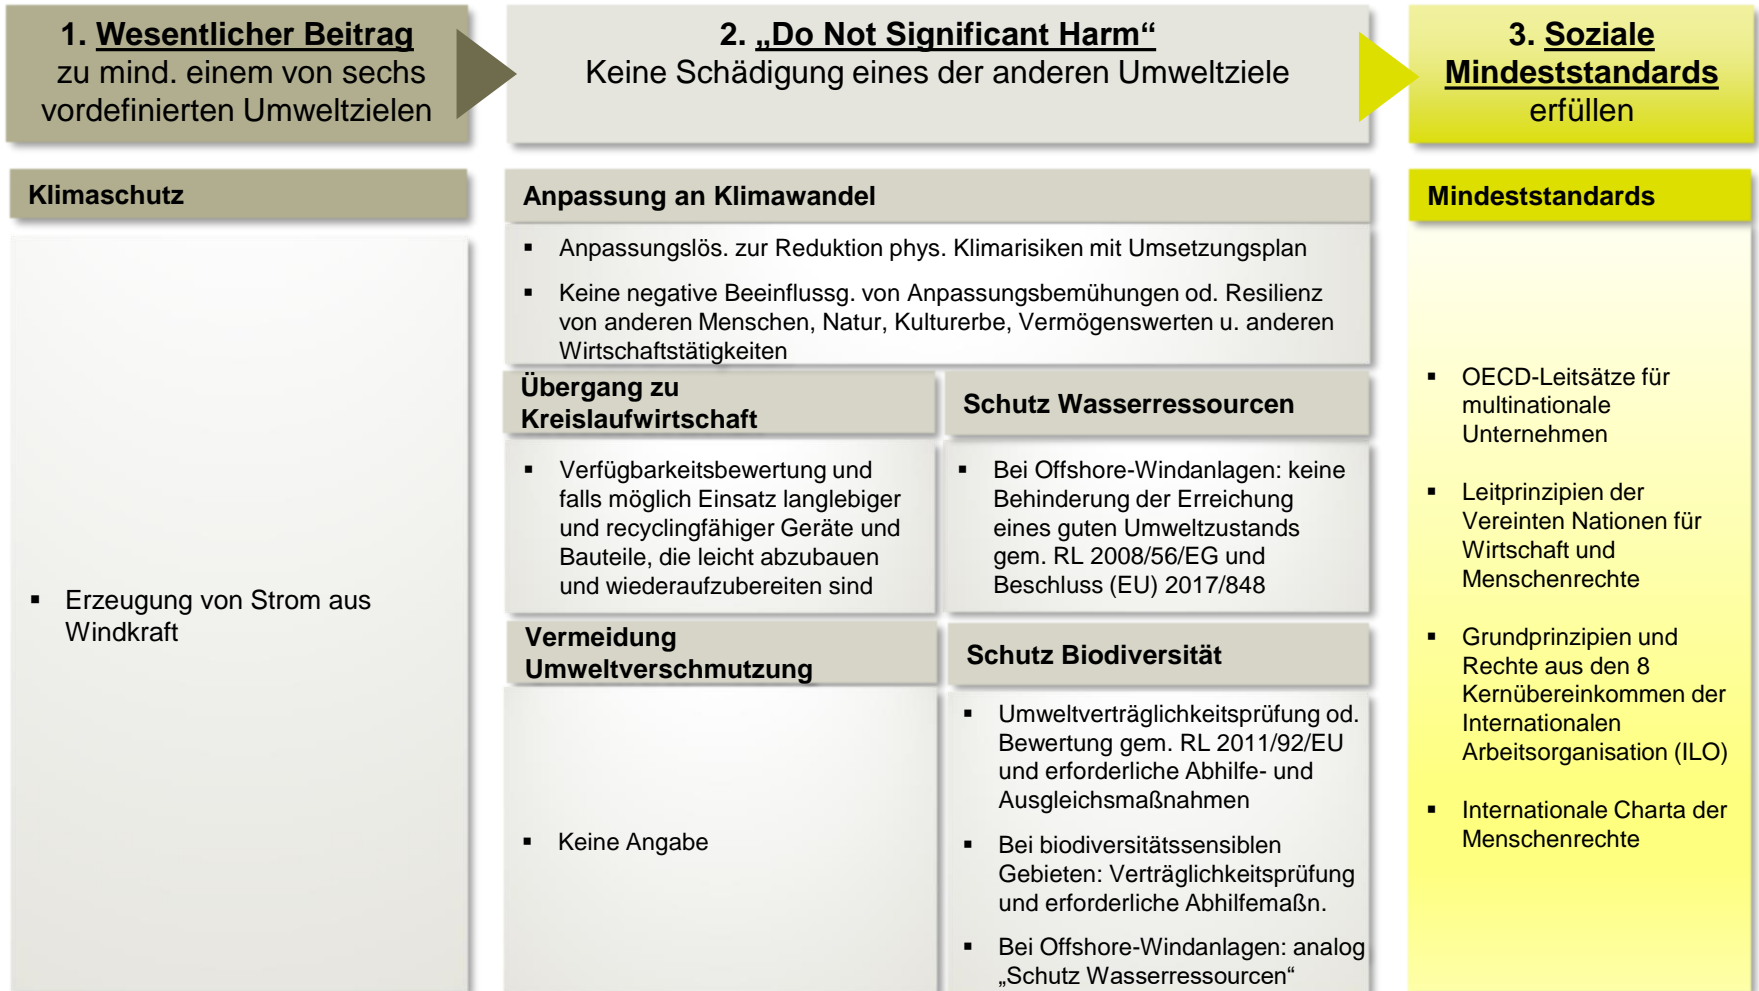 1. Wesentlicher Beitrag
zu mind. einem von sechs
vordefinierten Umweltzielen
2. „Do Not Significant Harm“
Keine Schädigung eines der anderen Umweltziele
3. Soziale
Mindeststandards
erfüllen
Klimaschutz
▪ Erzeugung von Strom aus
Windkraft
Anpassung an Klimawandel
▪ Anpassungslös. zur Reduktion phys. Klimarisiken mit Umsetzungsplan
▪ Keine negative Beeinflussg. von Anpassungsbemühungen od. Resilienz
von anderen Menschen, Natur, Kulturerbe, Vermögenswerten u. anderen
Wirtschaftstätigkeiten
Übergang zu
Kreislaufwirtschaft
▪ Verfügbarkeitsbewertung und
falls möglich Einsatz langlebiger
und recyclingfähiger Geräte und
Bauteile, die leicht abzubauen
und wiederaufzubereiten sind
Schutz Wasserressourcen
▪ Bei Offshore-Windanlagen: keine
Behinderung der Erreichung
eines guten Umweltzustands
gem. RL 2008/56/EG und
Beschluss (EU) 2017/848
Vermeidung
Umweltverschmutzung
▪ Keine Angabe
Schutz Biodiversität
▪ Umweltverträglichkeitsprüfung od.
Bewertung gem. RL 2011/92/EU
und erforderliche Abhilfe- und
Ausgleichsmaßnahmen
▪ Bei biodiversitätssensiblen
Gebieten: Verträglichkeitsprüfung
und erforderliche Abhilfemaßn.
▪ Bei Offshore-Windanlagen: analog
„Schutz Wasserressourcen“
Mindeststandards
▪ OECD-Leitsätze für
multinationale
Unternehmen
▪ Leitprinzipien der
Vereinten Nationen für
Wirtschaft und
Menschenrechte
▪ Grundprinzipien und
Rechte aus den 8
Kernübereinkommen der
Internationalen
Arbeitsorganisation (ILO)
▪ Internationale Charta der
Menschenrechte